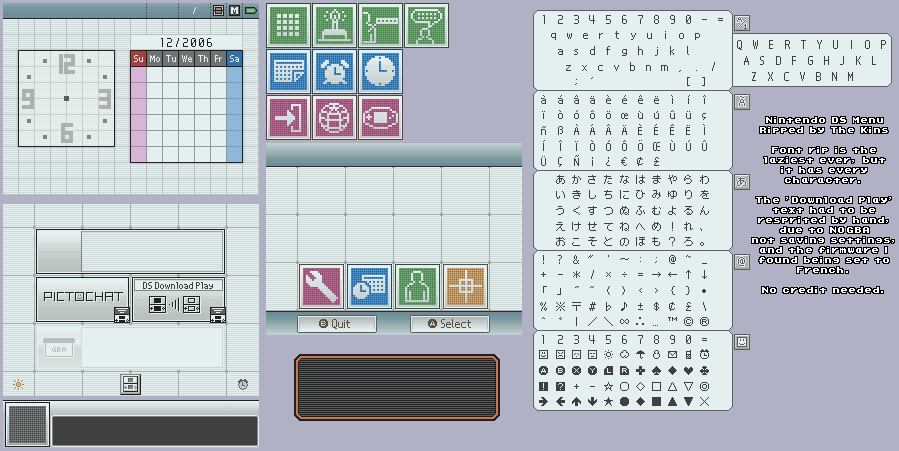 / M
12/2006
Su Mo Tu We Th Fr Sa
12
9 3
6
PICTOCHAT
DS Download Play
GBA
B Quit
A Select
1 2 3 4 5 6 7 8 9 0 - =
q w e r t y u i o p
a s d f g h j k l
z x c v b n m , . /
; ´ [ ]
à á â ä è é ê ë ì í î
ï ò ó ô ö œ ù ú û ü ç
ñ ß À Á Â Ä È É Ê Ë Ì
Í Î Ï Ò Ó Ô Ö Œ Ù Ú Û
Ü Ç Ñ ¡ ¿ € ¢ £
あ か さ た な は ま や ら わ
い き し ち に ひ み ゆ り を
う く す つ ぬ ふ む よ る ん
え け せ て ね へ め ! れ 、
お こ そ と の ほ も ? ろ 。
! ? & ″ ′ ~ : ; @ ~ _
+ - * / × ÷ = → ← ↑ ↓
「 」 “ ” ( ) < > { } •
% ※ 〒 # ♭ ♪ ± $ ¢ £ \
^ ° | / \ ∞ ∴ … ™ © ®
1 2 3 4 5 6 7 8 9 0 =
A B X Y L R
! ? + - ☆ ○ ◇ □ △ ▽ ◎
→ ← ↑ ↓ ★ ● ◆ ■ ▲ ▼ ×
Q W E R T Y U I O P
A S D F G H J K L
Z X C V B N M
À
あ
@
Nintendo DS Menu
Ripped by The Kins
Font rip is the
laziest ever, but
it has every
character.
The 'Download Play'
text had to be
resprited by hand,
due to NO$GBA
not saving settings,
and the firmware I
found being set to
French.
No credit needed.